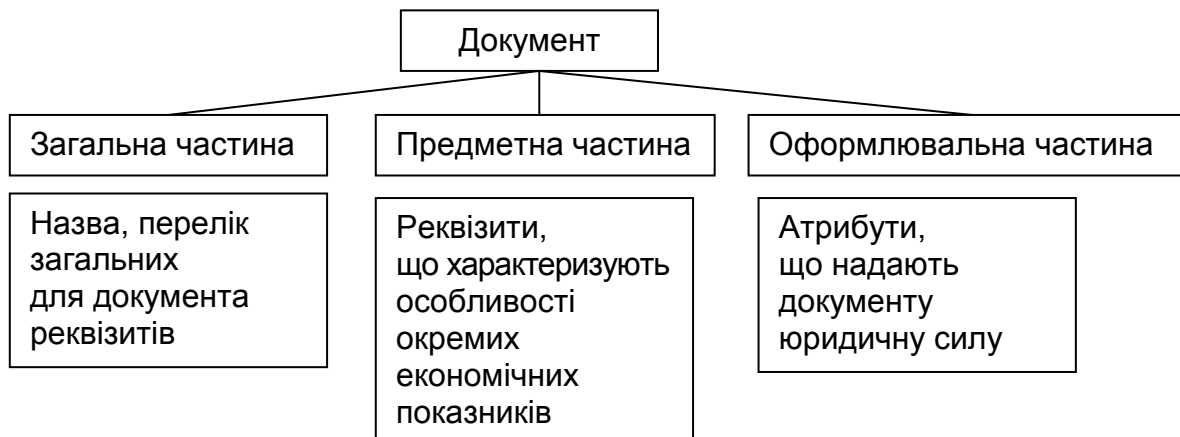 Документ
Загальна частина
Предметна частина
Оформлювальна частина
Назва, перелік
загальних
для документа
реквізитів
Реквізити,
що характеризують
особливості
окремих
економічних
показників
Атрибути,
що надають
документу
юридичну силу